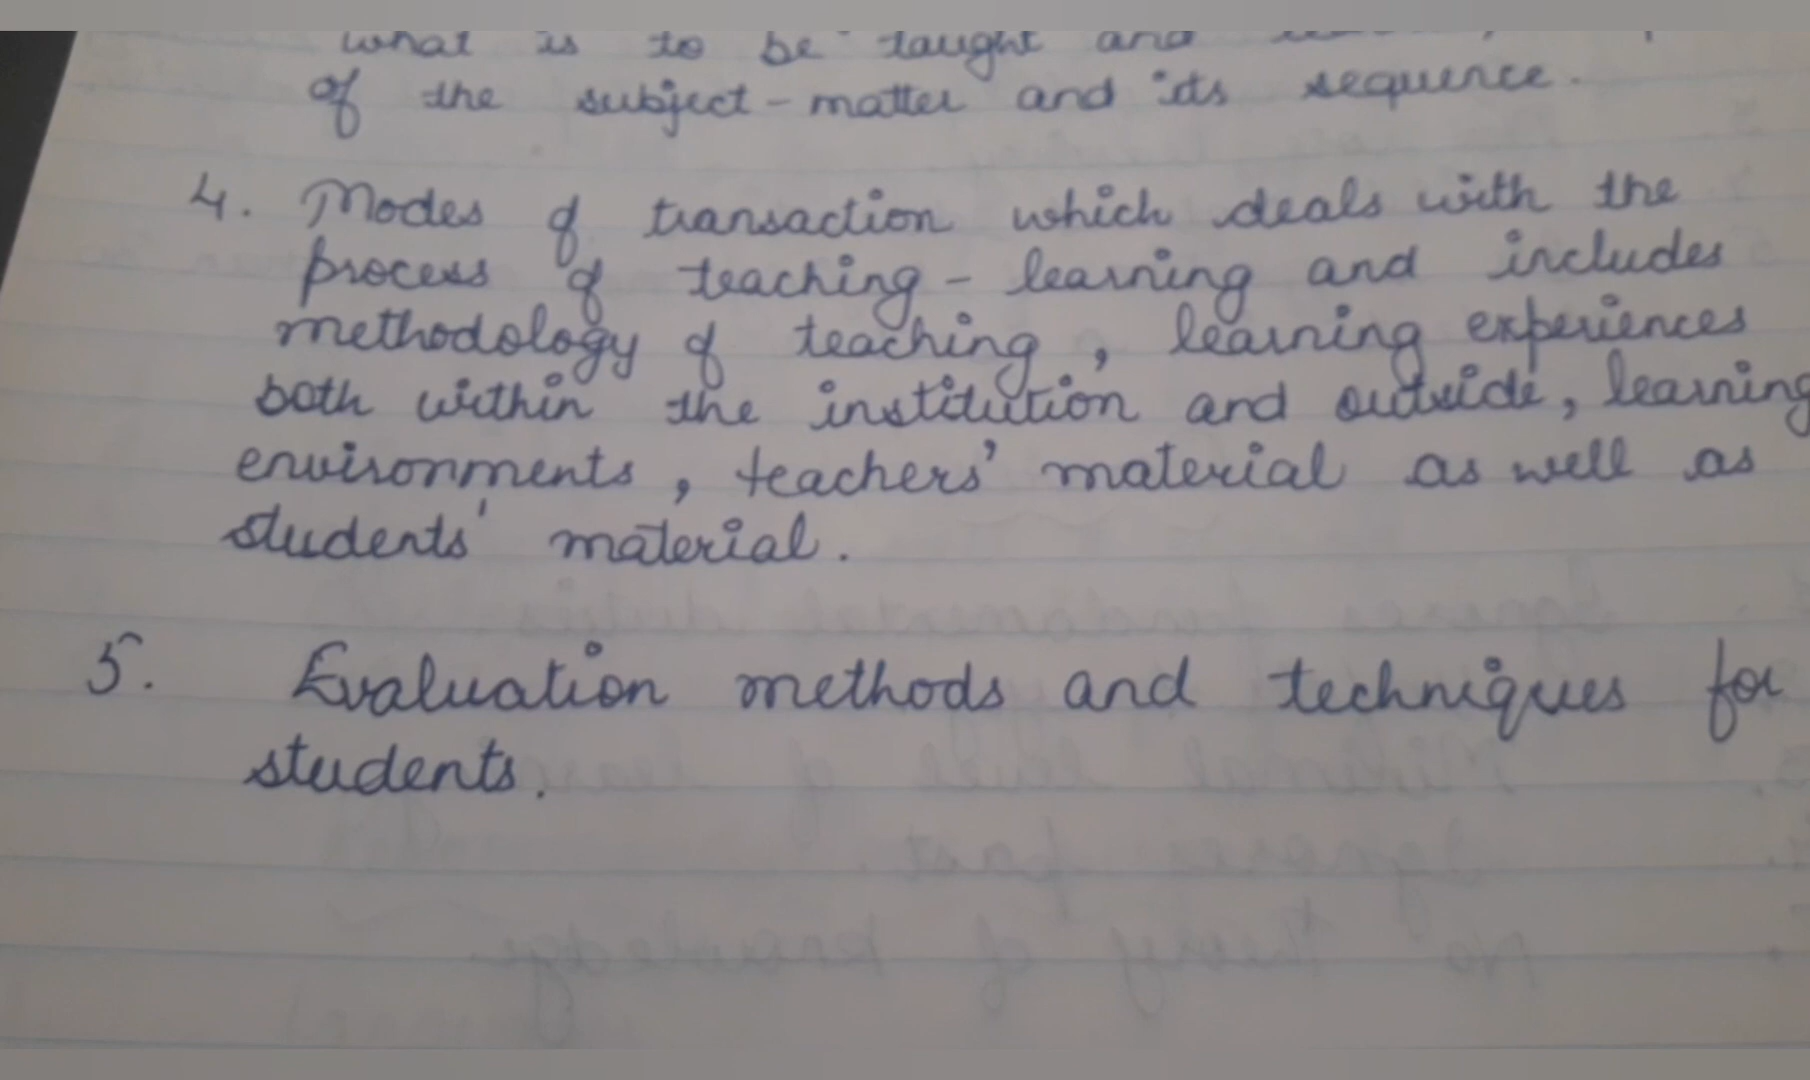 what is to be taught and
of the subject-matter and its sequence.
4. Modes of transaction which deals with the
process of teaching - learning and includes
methodology of teaching, learning experiences
both within the institution and outside, learning
environments, teachers' material as well as
students' material.
5. Evaluation methods and techniques for
students.